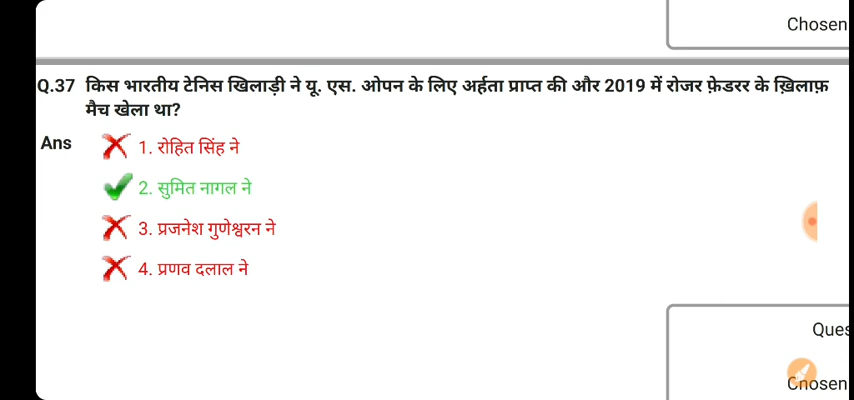 Chosen
Q.37 किस भारतीय टेनिस खिलाड़ी ने यू. एस. ओपन के लिए अर्हता प्राप्त की और 2019 में रोजर फ़ेडरर के ख़िलाफ़
मैच खेला था?
Ans 1. रोहित सिंह ने
2. सुमित नागल ने
3. प्रजनेश गुणेश्वरन ने
4. प्रणव दलाल ने
Ques
Chosen